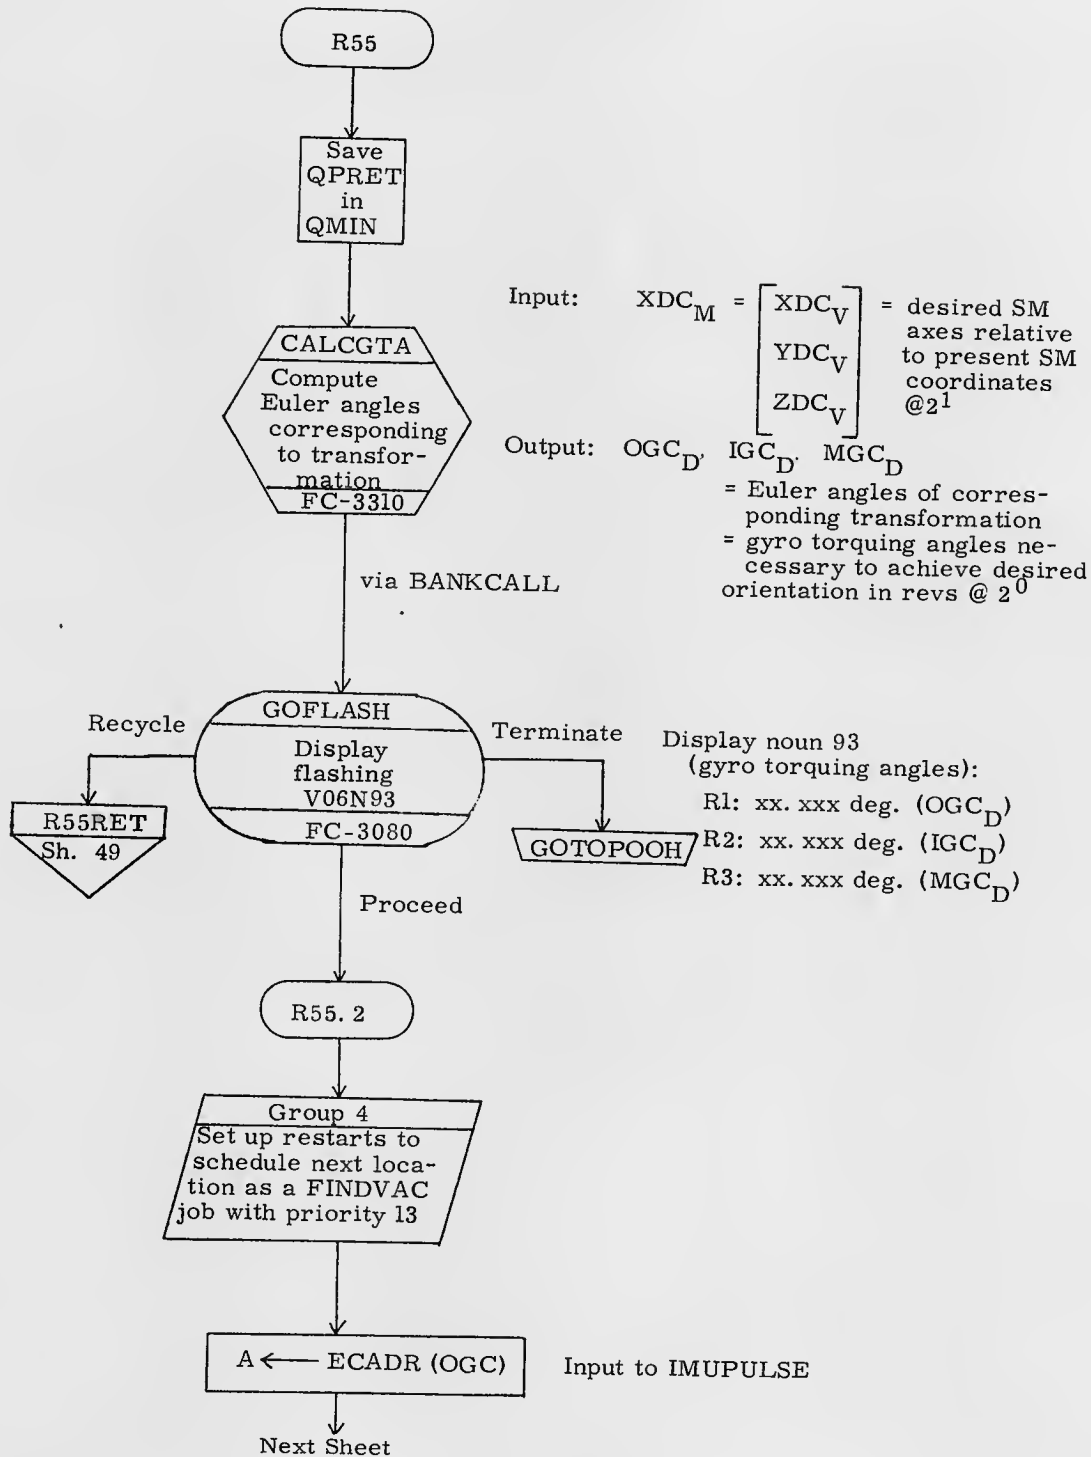 R55
Save
QPRET
in
QMIN
Input: XDC_M = [XDC_V] = desired SM
axes relative
YDC_V to present SM
coordinates
ZDC_V @2^1
CALCGTA
Compute
Euler angles
corresponding
to transfor-
mation
FC-3310
Output: OGC_D, IGC_D, MGC_D
= Euler angles of corres-
ponding transformation
= gyro torquing angles ne-
cessary to achieve desired
orientation in revs @ 2^0
via BANKCALL
GOFLASH
Display
flashing
V06N93
FC-3080
Recycle
R55RET
Sh. 49
Terminate
GOTOPOOH
Display noun 93
(gyro torquing angles):
R1: xx.xxx deg. (OGC_D)
R2: xx.xxx deg. (IGC_D)
R3: xx.xxx deg. (MGC_D)
Proceed
R55.2
Group 4
Set up restarts to
schedule next loca-
tion as a FINDVAC
job with priority 13
A ← ECADR (OGC)
Input to IMUPULSE
Next Sheet